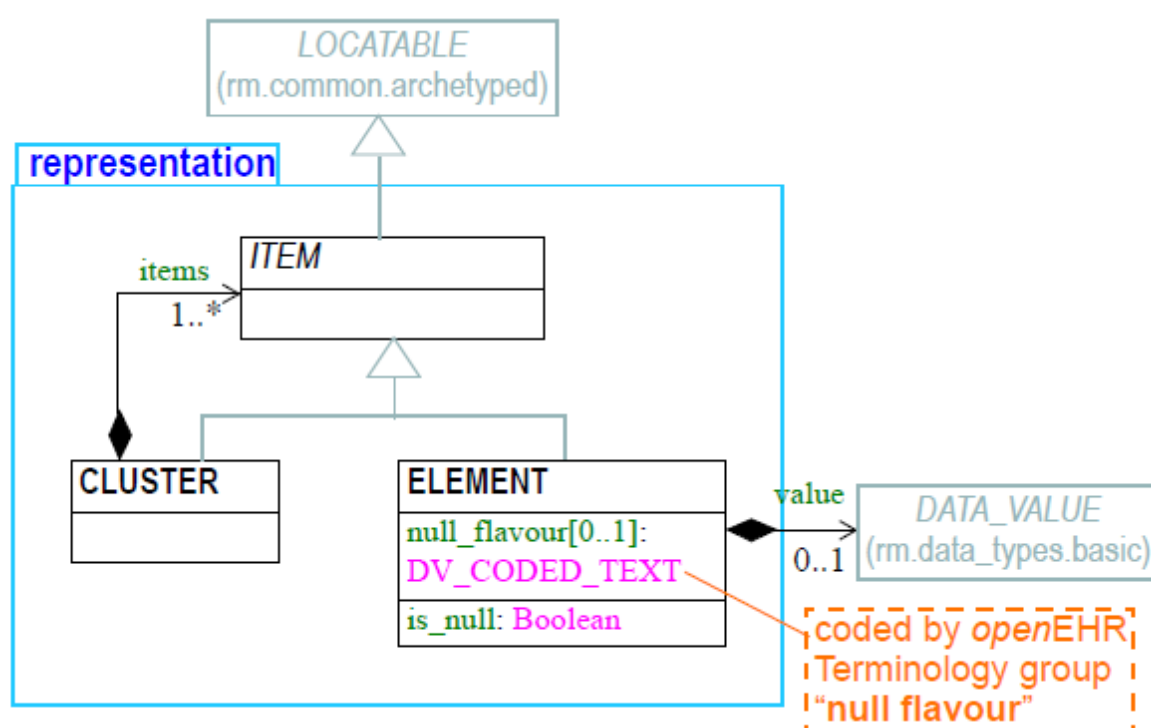 LOCATABLE
(rm.common.archetyped)
representation
ITEM
items
1..*
CLUSTER
ELEMENT
null_flavour[0..1]:
DV_CODED_TEXT
is_null: Boolean
value
0..1
DATA_VALUE
(rm.data_types.basic)
coded by openEHR
Terminology group
“null flavour”